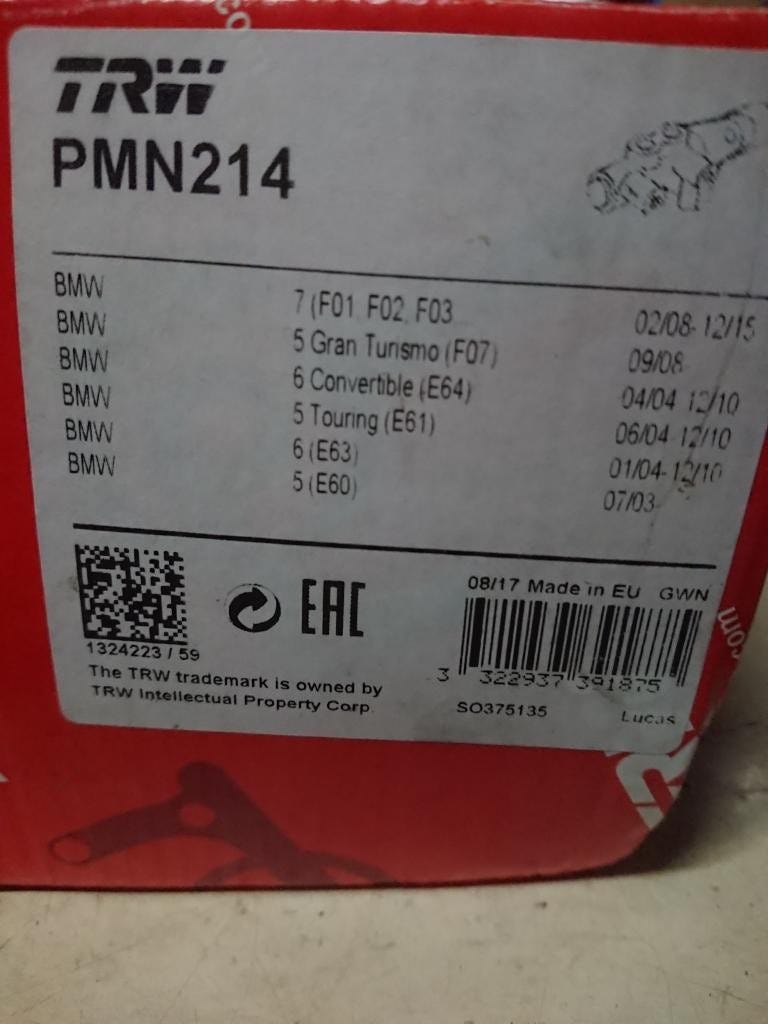 TRW
PMN214
BMW 7 (F01, F02, F03... 02/08- 12/15
BMW 5 Gran Turismo (F07) 09/08-
BMW 6 Convertible (E64) 04/04-12/10
BMW 5 Touring (E61) 06/04-12/10
BMW 6 (E63) 01/04-12/10
BMW 5 (E60) 07/03-
1324223 / 59
EAC
08/17 Made in EU GWN
The TRW trademark is owned by
TRW Intellectual Property Corp.
3 322937 391875
SO375135 Lucas
com